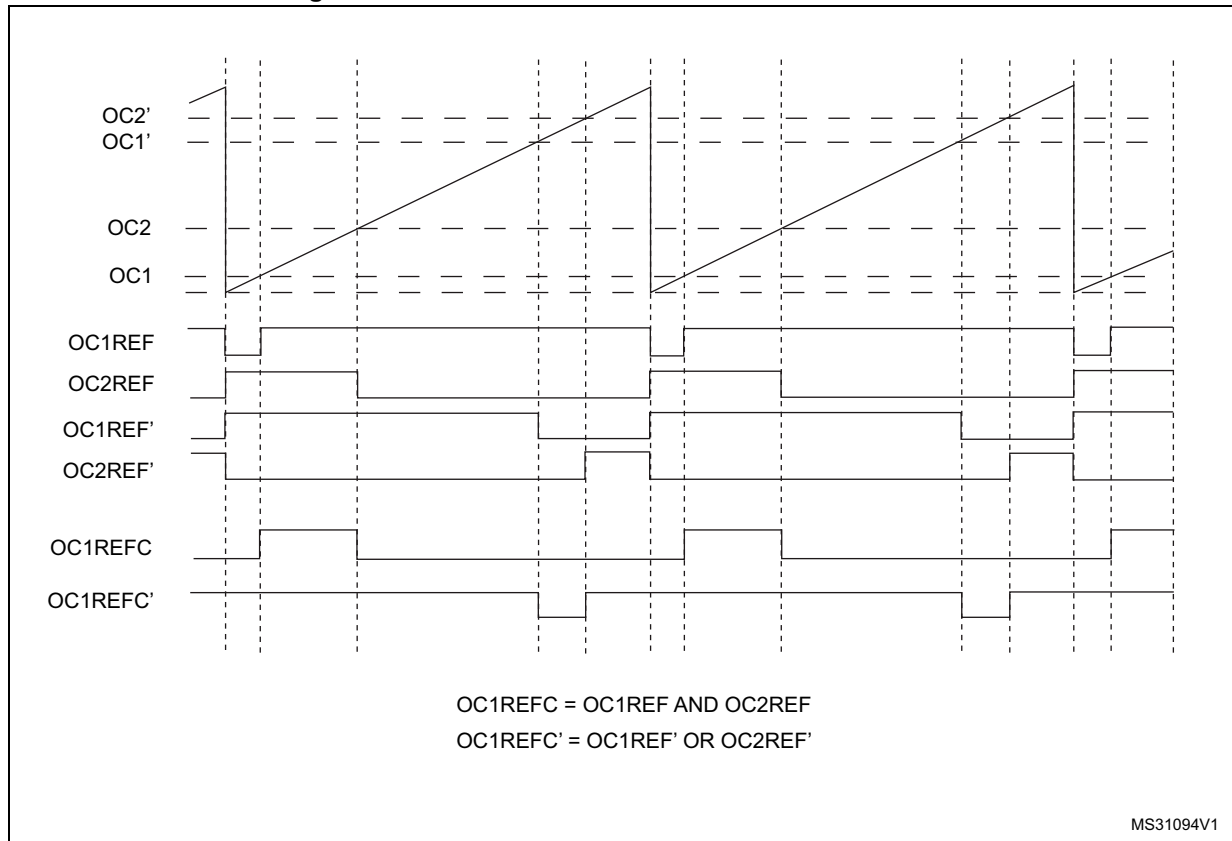 OC2’
OC1’
OC2
OC1
OC1REF
OC2REF
OC1REF’
OC2REF’
OC1REFC
OC1REFC’
OC1REFC = OC1REF AND OC2REF
OC1REFC’ = OC1REF’ OR OC2REF’
MS31094V1